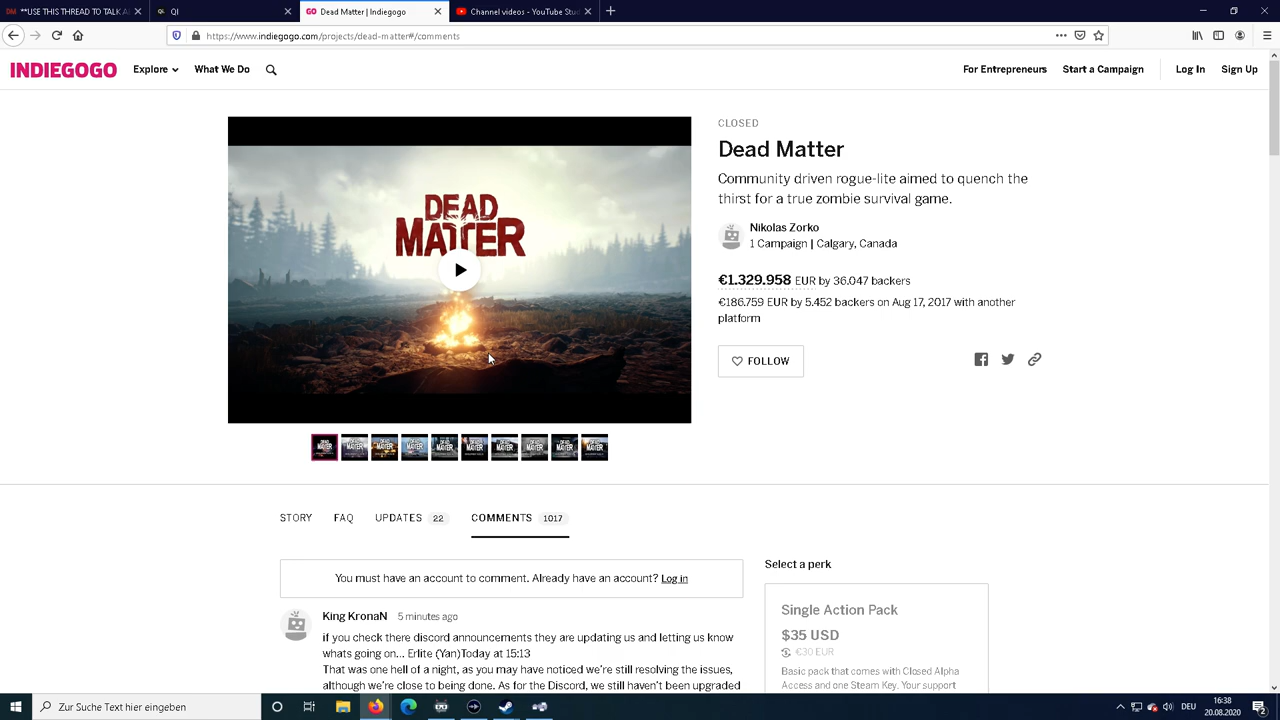 **USE THIS THREAD TO TALK A
QI
Dead Matter | Indiegogo
Channel videos - YouTube Stud
https://www.indiegogo.com/projects/dead-matter#/comments
INDIEGOGO
Explore
What We Do
For Entrepreneurs
Start a Campaign
Log In
Sign Up
DEAD
MATTER
CLOSED
Dead Matter
Community driven rogue-lite aimed to quench the
thirst for a true zombie survival game.
Nikolas Zorko
1 Campaign | Calgary, Canada
€1.329.958 EUR by 36.047 backers
€186.759 EUR by 5.452 backers on Aug 17, 2017 with another
platform
FOLLOW
STORY
FAQ
UPDATES 22
COMMENTS 1017
You must have an account to comment. Already have an account? Log in
King KronaN 5 minutes ago
if you check there discord announcements they are updating us and letting us know
whats going on... Erlite (Yan)Today at 15:13
That was one hell of a night, as you may have noticed we're still resolving the issues,
although we're close to being done. As for the Discord, we still haven't been upgraded
Select a perk
Single Action Pack
$35 USD
€30 EUR
Basic pack that comes with Closed Alpha
Access and one Steam Key. Your support
Zur Suche Text hier eingeben
DEU
16:38
20.08.2020
2